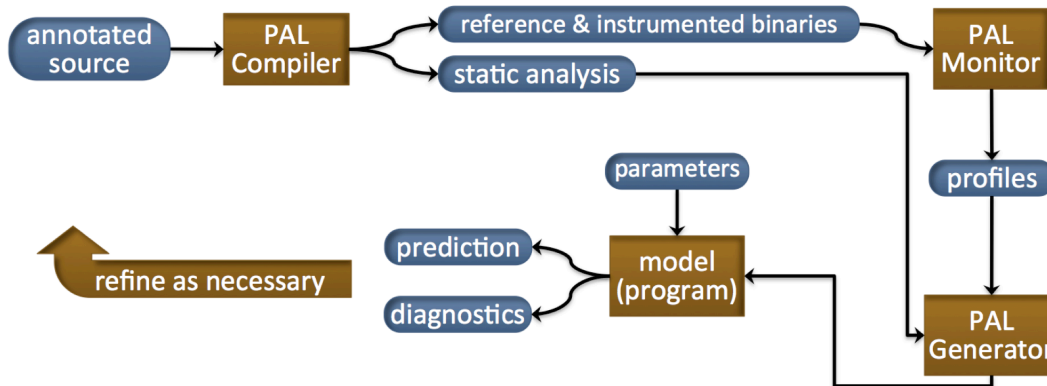 annotated
source
PAL
Compiler
reference & instrumented binaries
static analysis
PAL
Monitor
parameters
profiles
prediction
model
(program)
refine as necessary
diagnostics
PAL
Generator